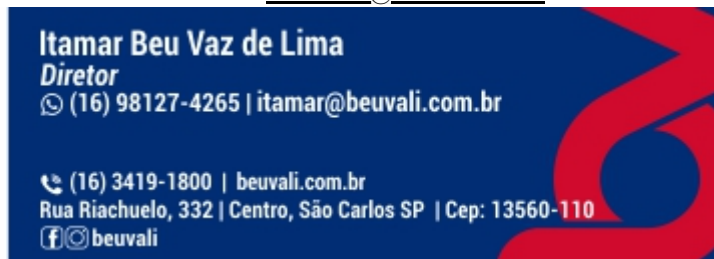 Itamar Beu Vaz de Lima
Diretor
(16) 98127-4265 | itamar@beuvali.com.br
(16) 3419-1800 | beuvali.com.br
Rua Riachuelo, 332 | Centro, São Carlos SP | Cep: 13560-110
beuvali